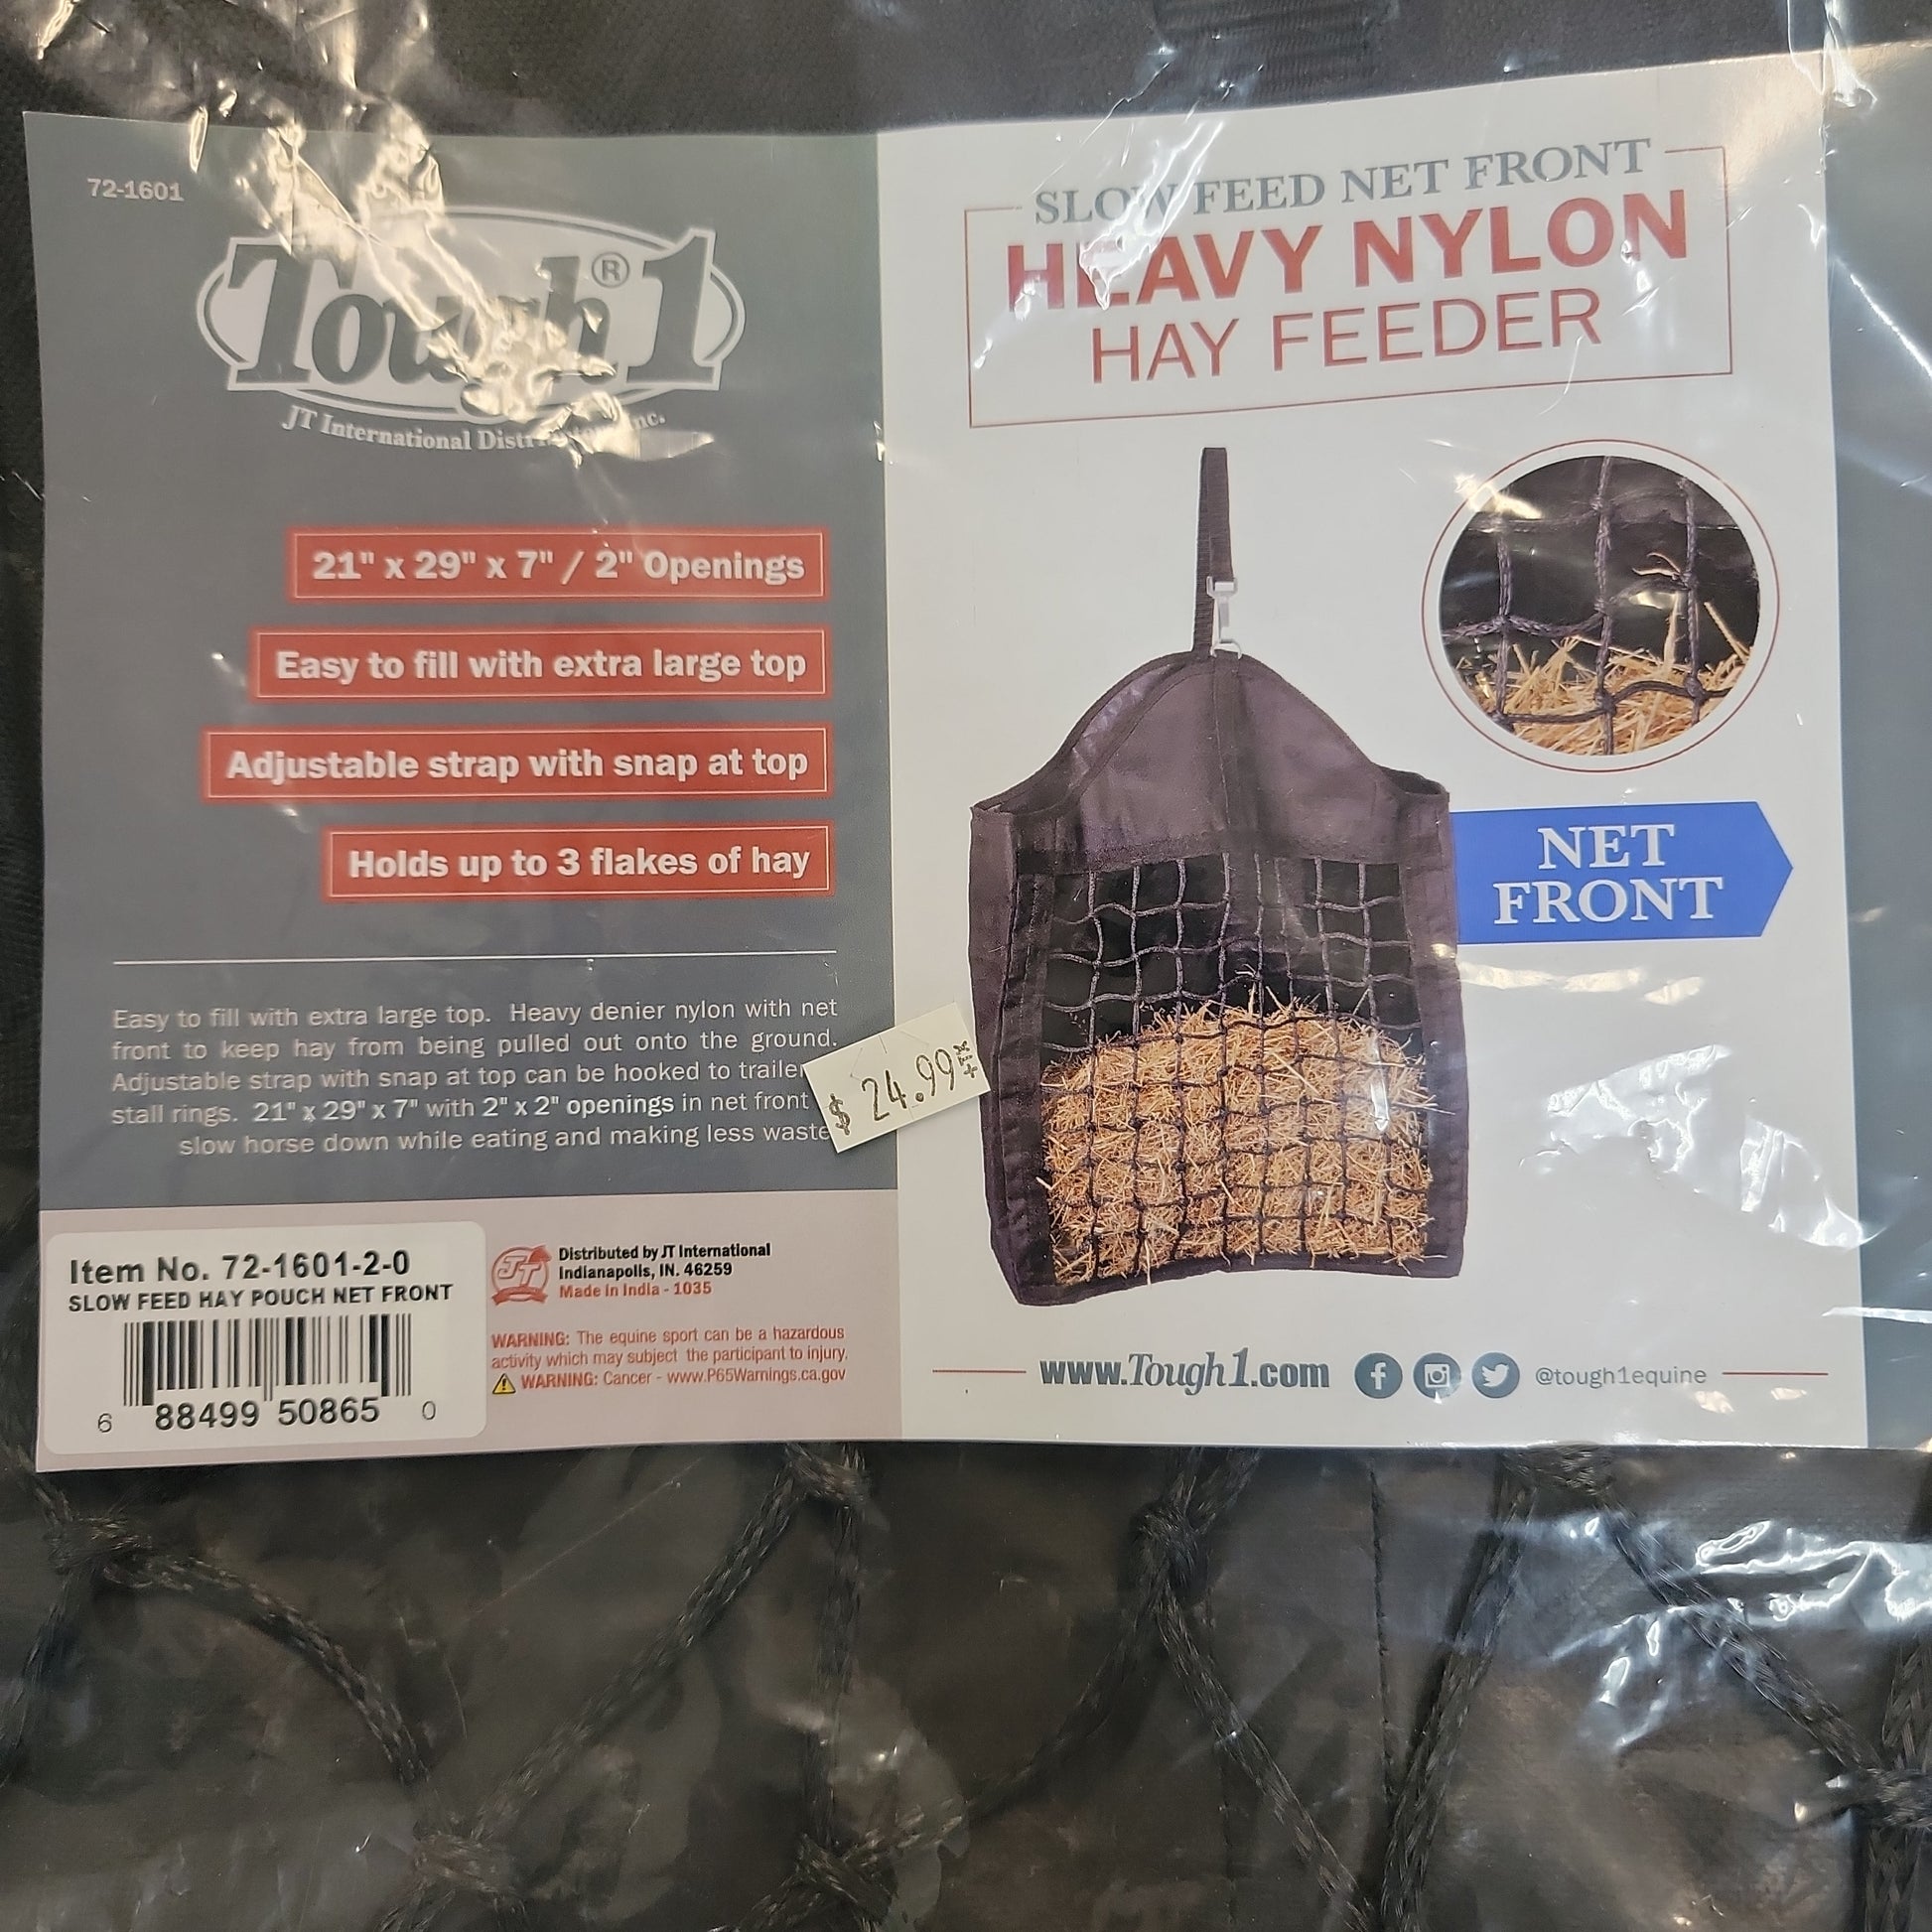 72-1601
Tough1®
JT International
21" x 29" x 7" / 2" Openings
Easy to fill with extra large top
Adjustable strap with snap at top
Holds up to 3 flakes of hay
Easy to fill with extra large top. Heavy denier nylon with net
front to keep hay from being pulled out onto the ground.
Adjustable strap with snap at top can be hooked to trailer
stall rings. 21" x 29" x 7" with 2" x 2" openings in net front
slow horse down while eating and making less waste
Item No. 72-1601-2-0
SLOW FEED HAY POUCH NET FRONT
6 88499 50865 0
JT
Distributed by JT International
Indianapolis, IN. 46259
Made in India - 1035
WARNING: The equine sport can be a hazardous
activity which may subject the participant to injury.
WARNING: Cancer - www.P65Warnings.ca.gov
$ 24.99
SLOW FEED NET FRONT
HEAVY NYLON
HAY FEEDER
NET
FRONT
www.Tough1.com @tough1equine